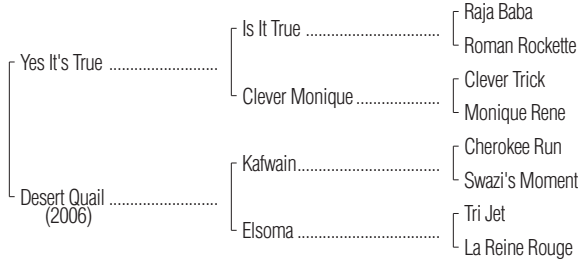 Raja Baba
Is It True ..............................
Roman Rockette
Yes It's True ........................
Clever Trick
Clever Monique ...................
Monique Rene
Cherokee Run
Kafwain................................
Swazi's Moment
Desert Quail ........................
(2006)
Tri Jet
Elsoma ................................
La Reine Rouge